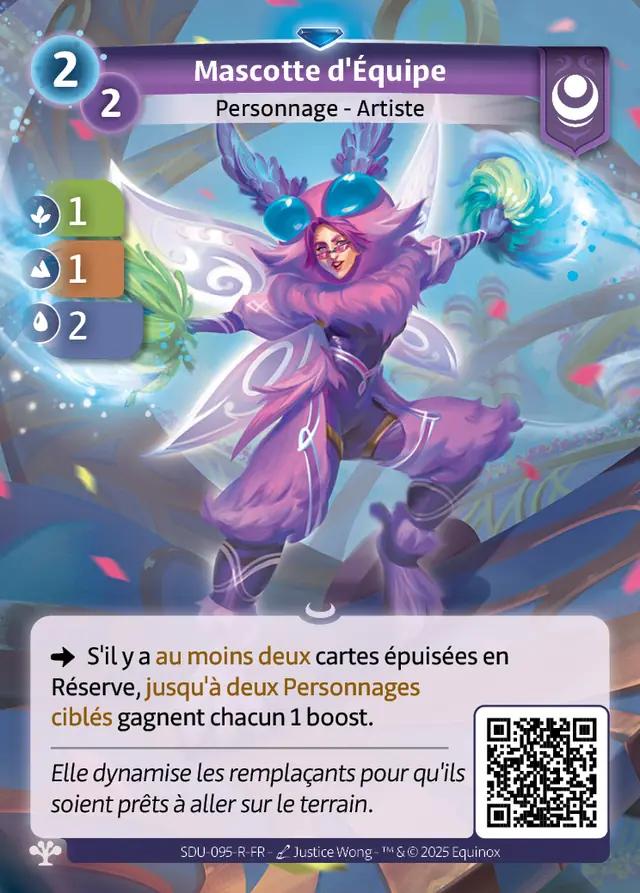 2
2
Mascotte d'Équipe
Personnage - Artiste
1
1
2
S'il y a au moins deux cartes épuisées en
Réserve, jusqu'à deux Personnages
ciblés gagnent chacun 1 boost.
Elle dynamise les remplaçants pour qu'ils
soient prêts à aller sur le terrain.
SDU-095-R-FR - Justice Wong - ™ & © 2025 Equinox